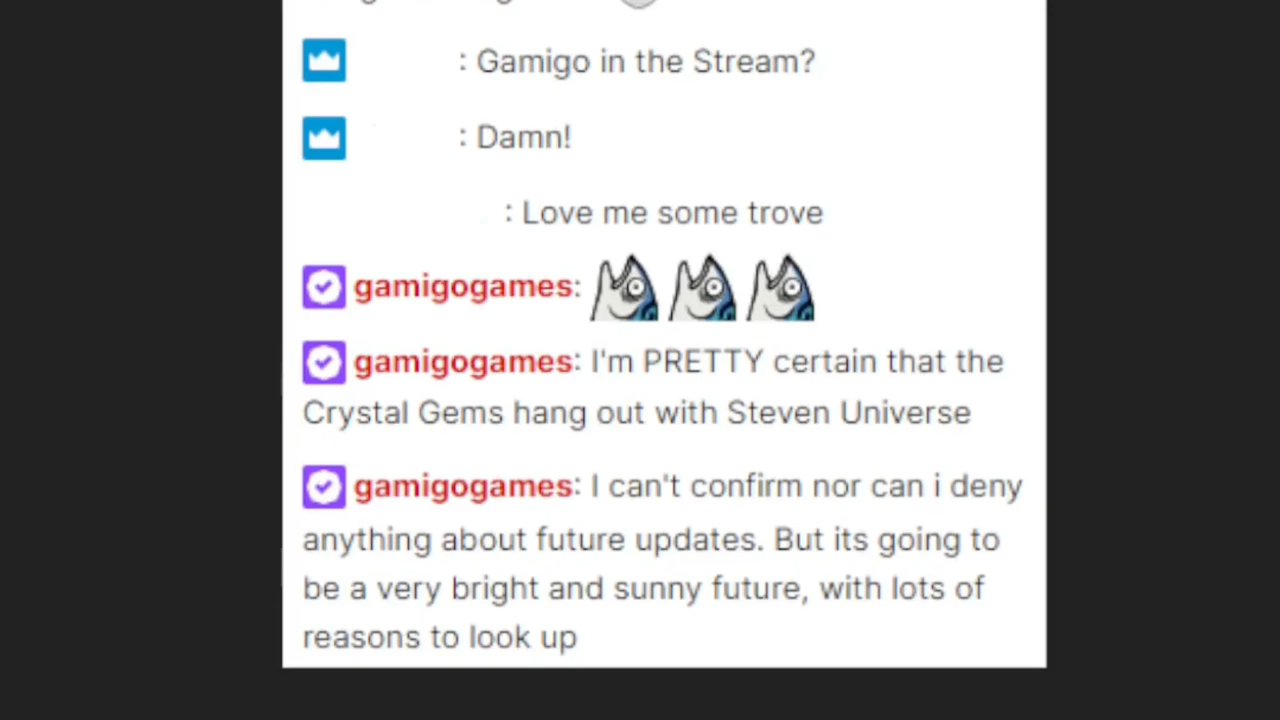 : Gamigo in the Stream?
: Damn!
: Love me some trove
gamigogames:
gamigogames: I'm PRETTY certain that the
Crystal Gems hang out with Steven Universe
gamigogames: I can't confirm nor can i deny
anything about future updates. But its going to
be a very bright and sunny future, with lots of
reasons to look up